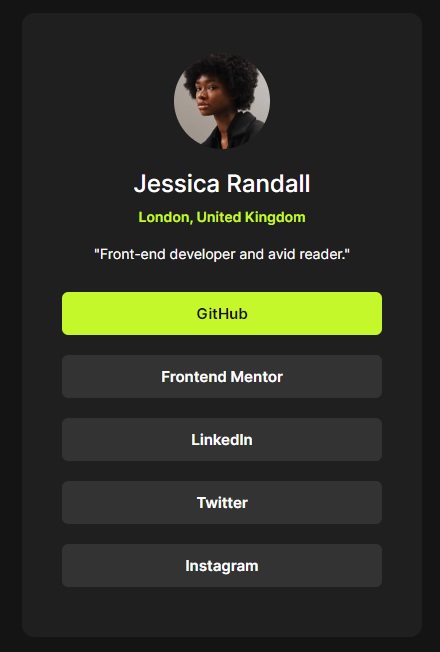 Jessica Randall
London, United Kingdom
"Front-end developer and avid reader."
GitHub
Frontend Mentor
LinkedIn
Twitter
Instagram